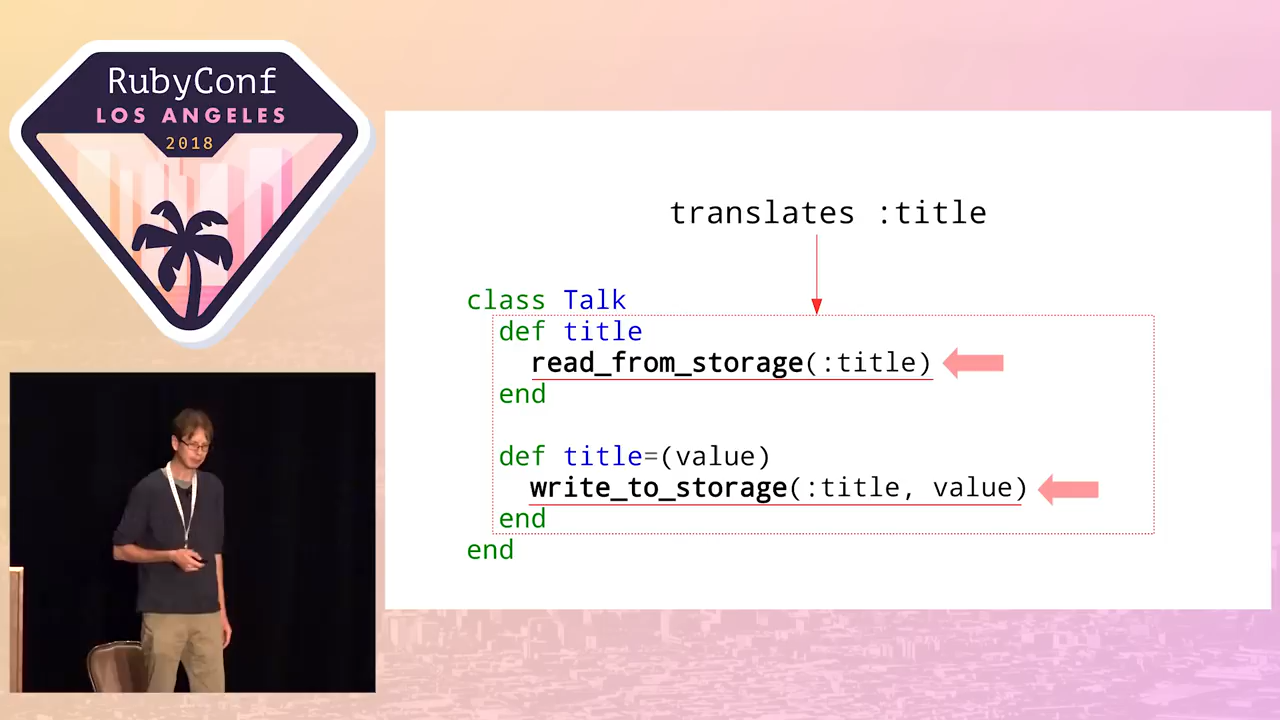 RubyConf
LOS ANGELES
2018
translates :title
class Talk
def title
read_from_storage(:title)
end
def title=(value)
write_to_storage(:title, value)
end
end